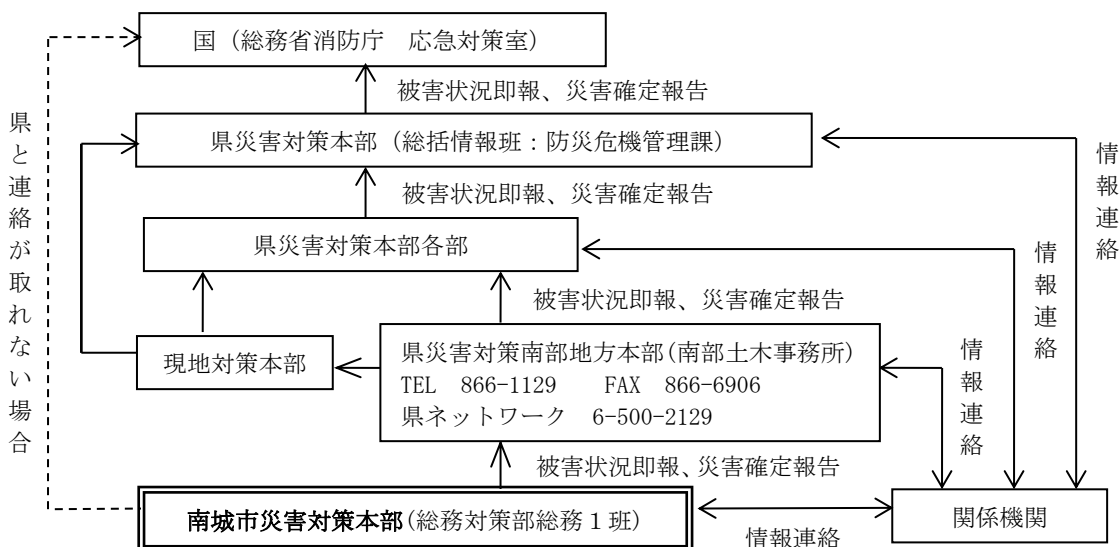 国（総務省消防庁　応急対策室）
被害状況即報、災害確定報告
県災害対策本部（総括情報班：防災危機管理課）
被害状況即報、災害確定報告
県災害対策本部各部
被害状況即報、災害確定報告
現地対策本部
県災害対策南部地方本部(南部土木事務所)
TEL　866-1129　　FAX　866-6906
県ネットワーク　6-500-2129
被害状況即報、災害確定報告
南城市災害対策本部(総務対策部総務１班)
情報連絡
関係機関
県と連絡が取れない場合
情報連絡
情報連絡
情報連絡